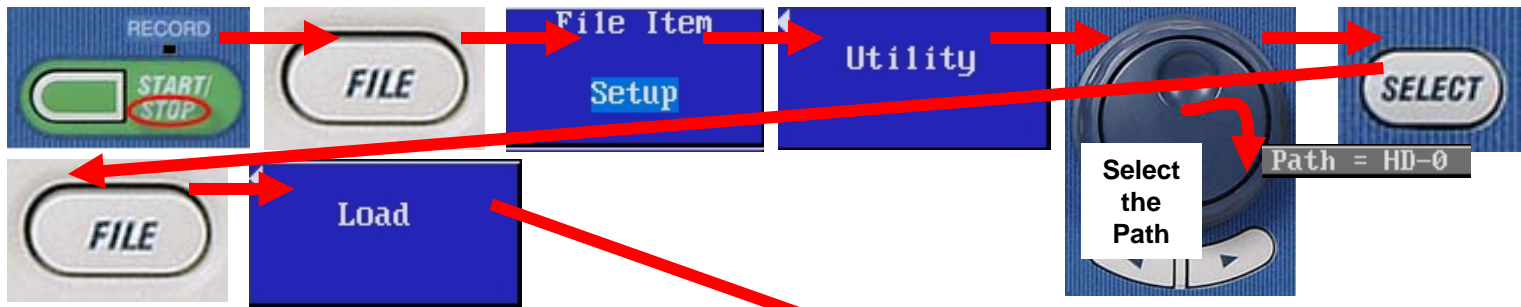 RECORD
START/
STOP
FILE
File Item
Setup
Utility
Select
the
Path
Path = HD-0
SELECT
FILE
Load